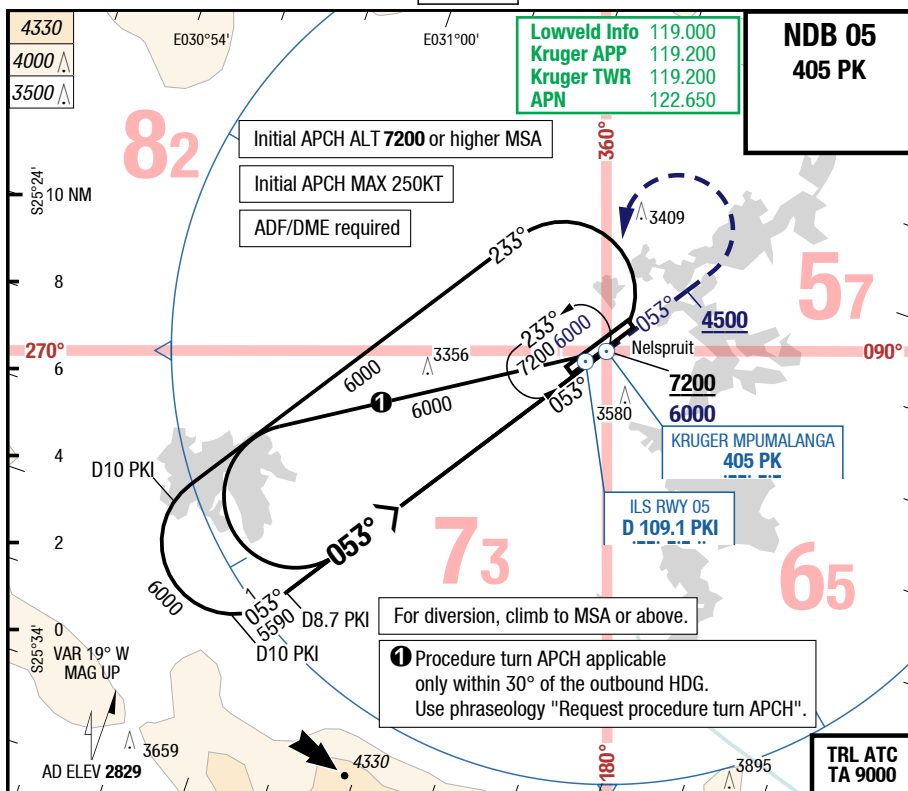 4330
4000
3500
E030°54'
E031°00'
Lowveld Info 119.000
Kruger APP 119.200
Kruger TWR 119.200
APN 122.650
NDB 05
405 PK
82
Initial APCH ALT 7200 or higher MSA
Initial APCH MAX 250KT
ADF/DME required
360°
S25°24'
10 NM
3409
233°
57
8
053°
4500
233°
7200 6000
Nelspruit
270°
090°
6
3356
6000
6000
053°
7200
6000
3580
1
KRUGER MPUMALANGA
405 PK
4
D10 PKI
ILS RWY 05
D 109.1 PKI
053°
73
65
2
6000
1
053°
5590
D8.7 PKI
D10 PKI
For diversion, climb to MSA or above.
0
S25°34'
VAR 19° W
MAG UP
1 Procedure turn APCH applicable
only within 30° of the outbound HDG.
Use phraseology "Request procedure turn APCH".
3659
AD ELEV 2829
4330
180°
3895
TRL ATC
TA 9000